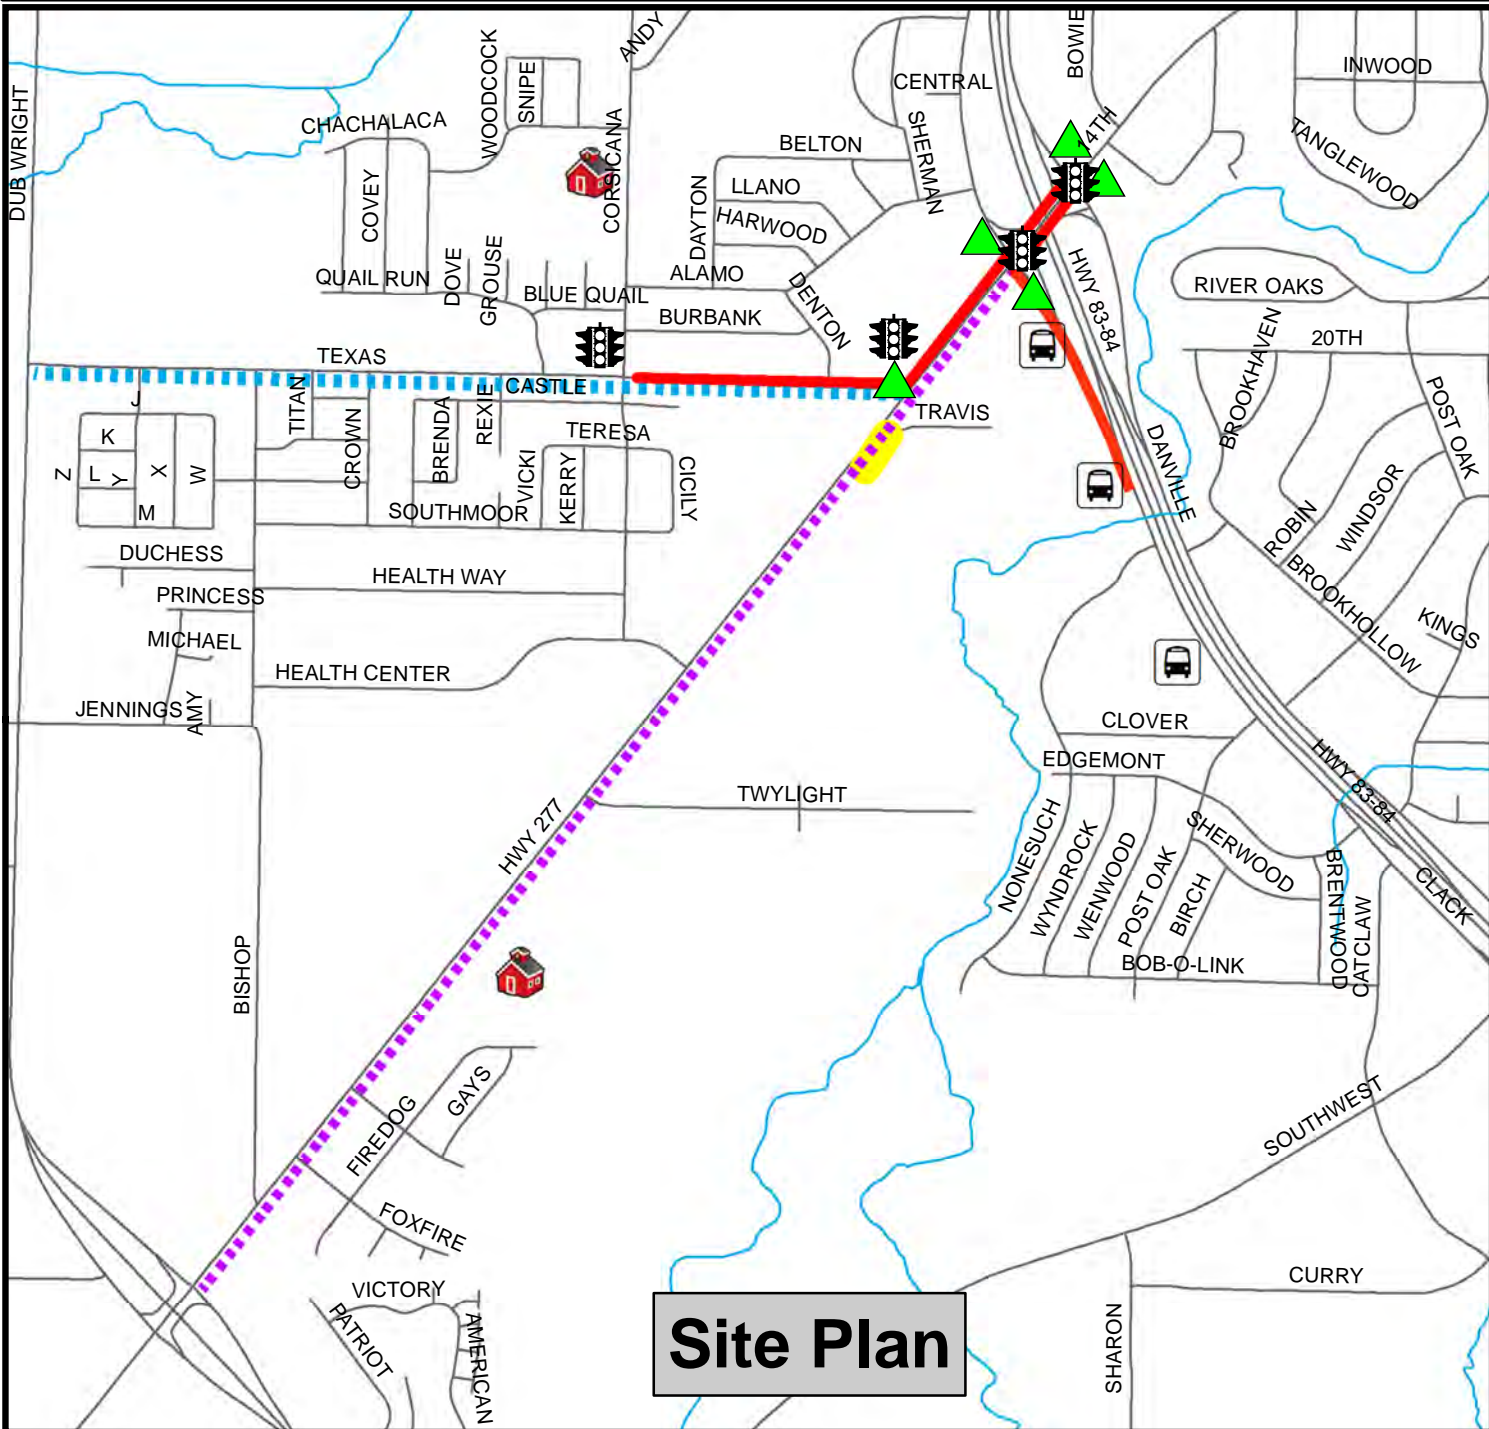 ANDY
BOWIE
WOODCOCK
SNIPE
CENTRAL
INWOOD
DUB WRIGHT
CHACHALACA
CORSICANA
SHERMAN
14TH
TANGLEWOOD
BELTON
COVEY
DAYTON
LLANO
HARWOOD
QUAIL RUN
DOVE
GROUSE
BLUE QUAIL
ALAMO
DENTON
HWY 83-84
RIVER OAKS
BURBANK
BROOKHAVEN
20TH
TEXAS
CASTLE
TITAN
J
REXIE
TRAVIS
POST OAK
K
CROWN
BRENDA
TERESA
Z
L
Y
X
W
VICKI
KERRY
CICILY
DANVILLE
M
SOUTHMOOR
ROBIN
WINDSOR
DUCHESS
HEALTH WAY
BROOKHOLLOW
PRINCESS
KINGS
MICHAEL
HEALTH CENTER
JENNINGS
AMY
CLOVER
EDGEMONT
HWY 83-84
TWYLIGHT
HWY 277
NONESUCH
WYNDROCK
WENWOOD
POST OAK
BIRCH
SHERWOOD
BRENTWOOD
CATCLAW
CLACK
BISHOP
BOB-O-LINK
FIREDOG
GAYS
SOUTHWEST
FOXFIRE
VICTORY
PATRIOT
AMERICAN
CURRY
SHARON
Site Plan